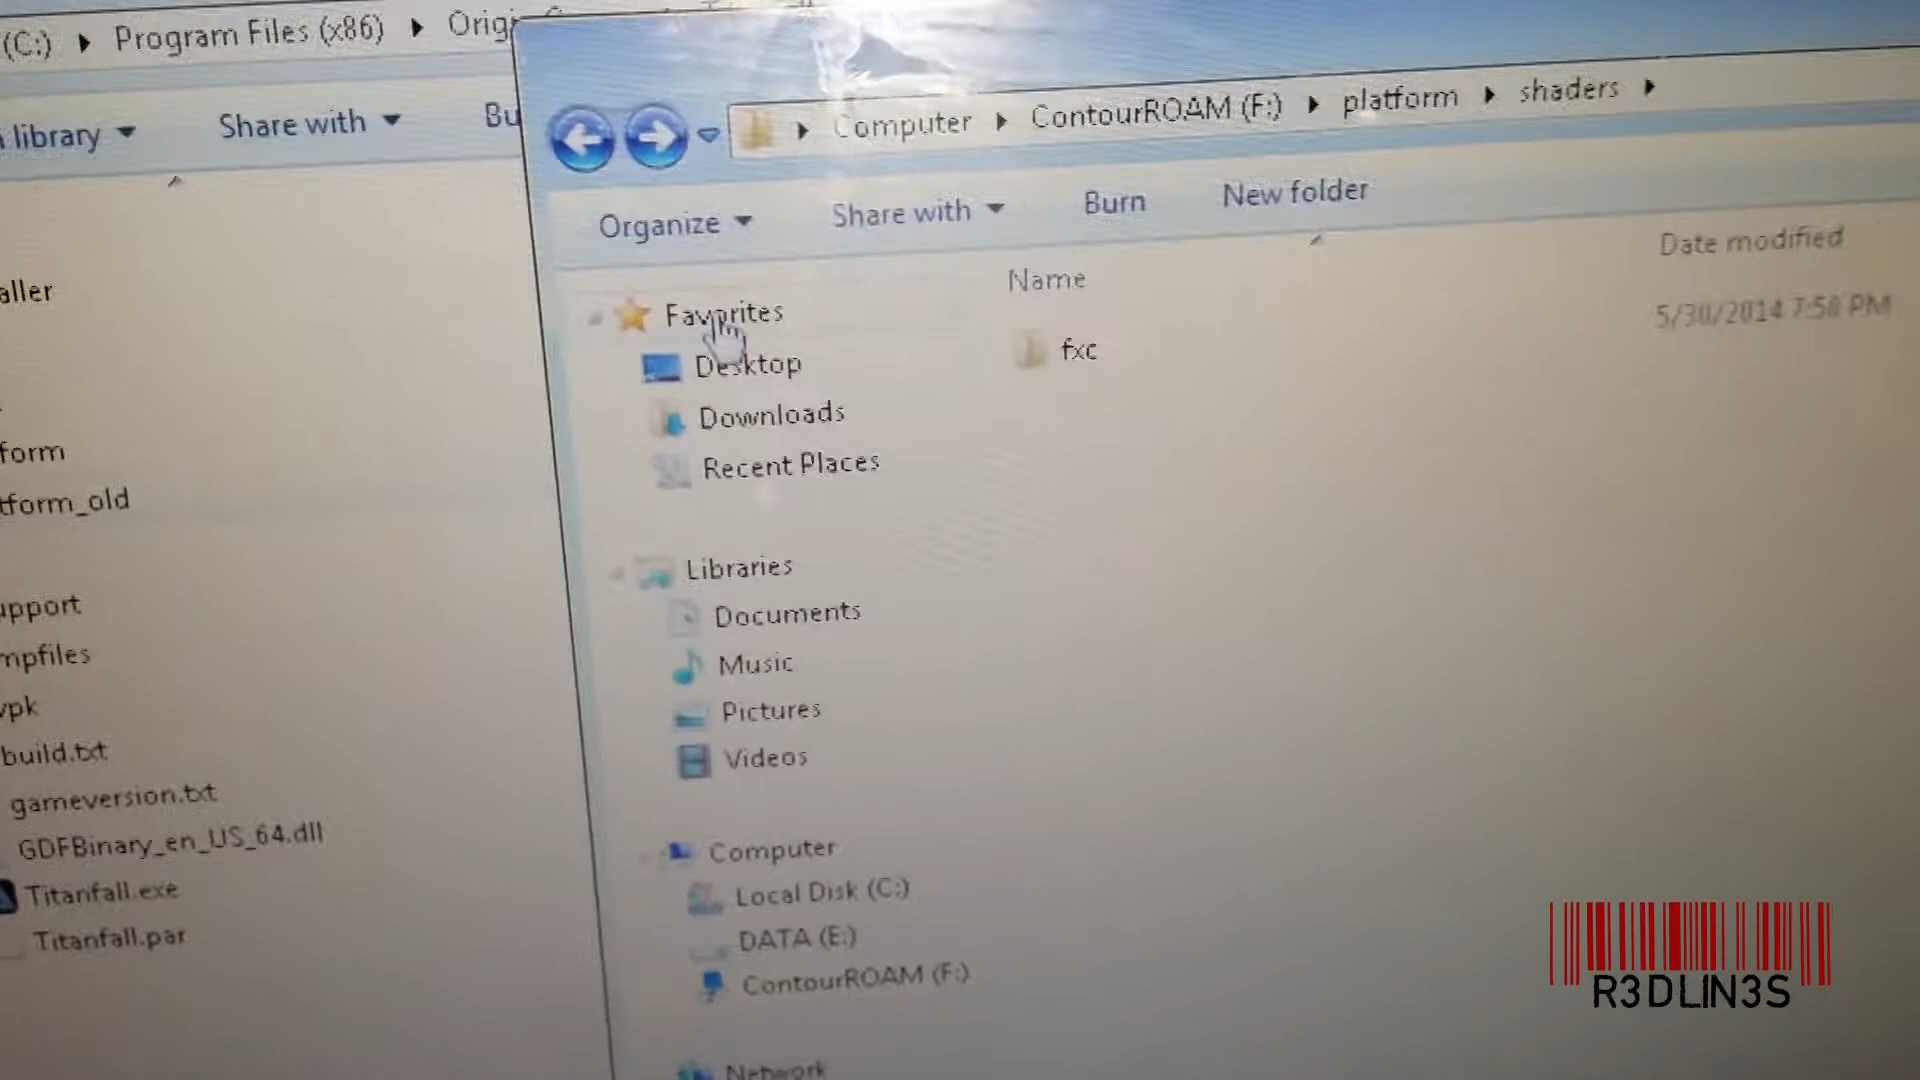 (C:) Program Files (x86) Orig
library Share with Bu
aller
form
tform_old
upport
mpfiles
vpk
build.txt
gameversion.txt
GDFBinary_en_US_64.dll
Titanfall.exe
Titanfall.par
Computer ContourROAM (F:) platform shaders
Organize Share with Burn New folder
Name Date modified
fxc 5/30/2014 7:58 PM
Favorites
Desktop
Downloads
Recent Places
Libraries
Documents
Music
Pictures
Videos
Computer
Local Disk (C:)
DATA (E:)
ContourROAM (F:)
Network
R3DLIN3S